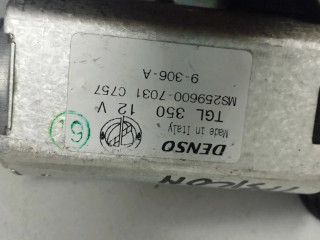 DENSO
Made in Italy
TGL 350 12 V
MS259600-7031 C757
9-306-A